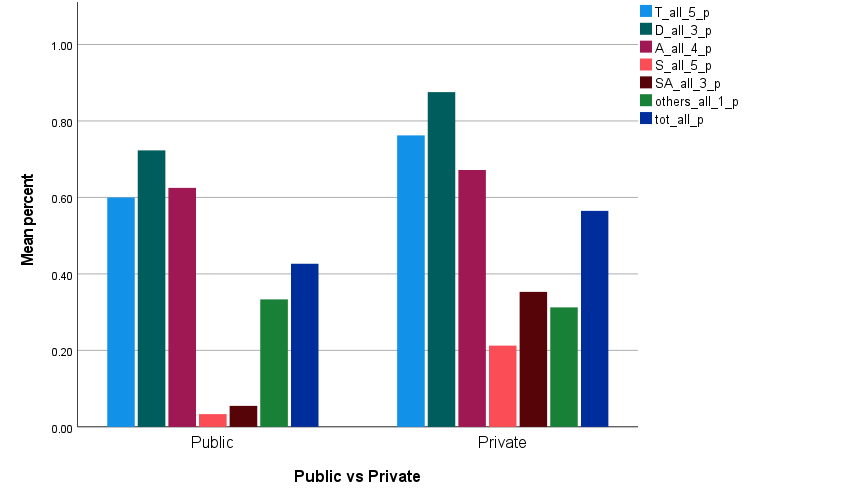 T_all_5_p
D_all_3_p
A_all_4_p
S_all_5_p
SA_all_3_p
others_all_1_p
tot_all_p
1.00
0.80
0.60
0.40
0.20
0.00
Mean percent
Public
Private
Public vs Private